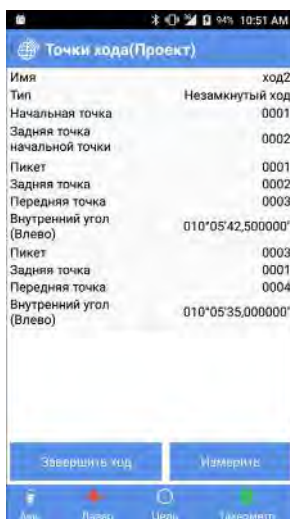 94% 10:51 AM
Точки хода(Проект)
Имя ход2
Тип Незамкнутый ход
Начальная точка 0001
Задняя точка
начальной точки 0002
Пикет 0001
Задняя точка 0002
Передняя точка 0003
Внутренний угол
(Влево) 010°05'42,500000"
Пикет 0003
Задняя точка 0001
Передняя точка 0004
Внутренний угол
(Влево) 010°05'35,000000"
Завершить ход Измерить
Лазер Цель Тахеометр